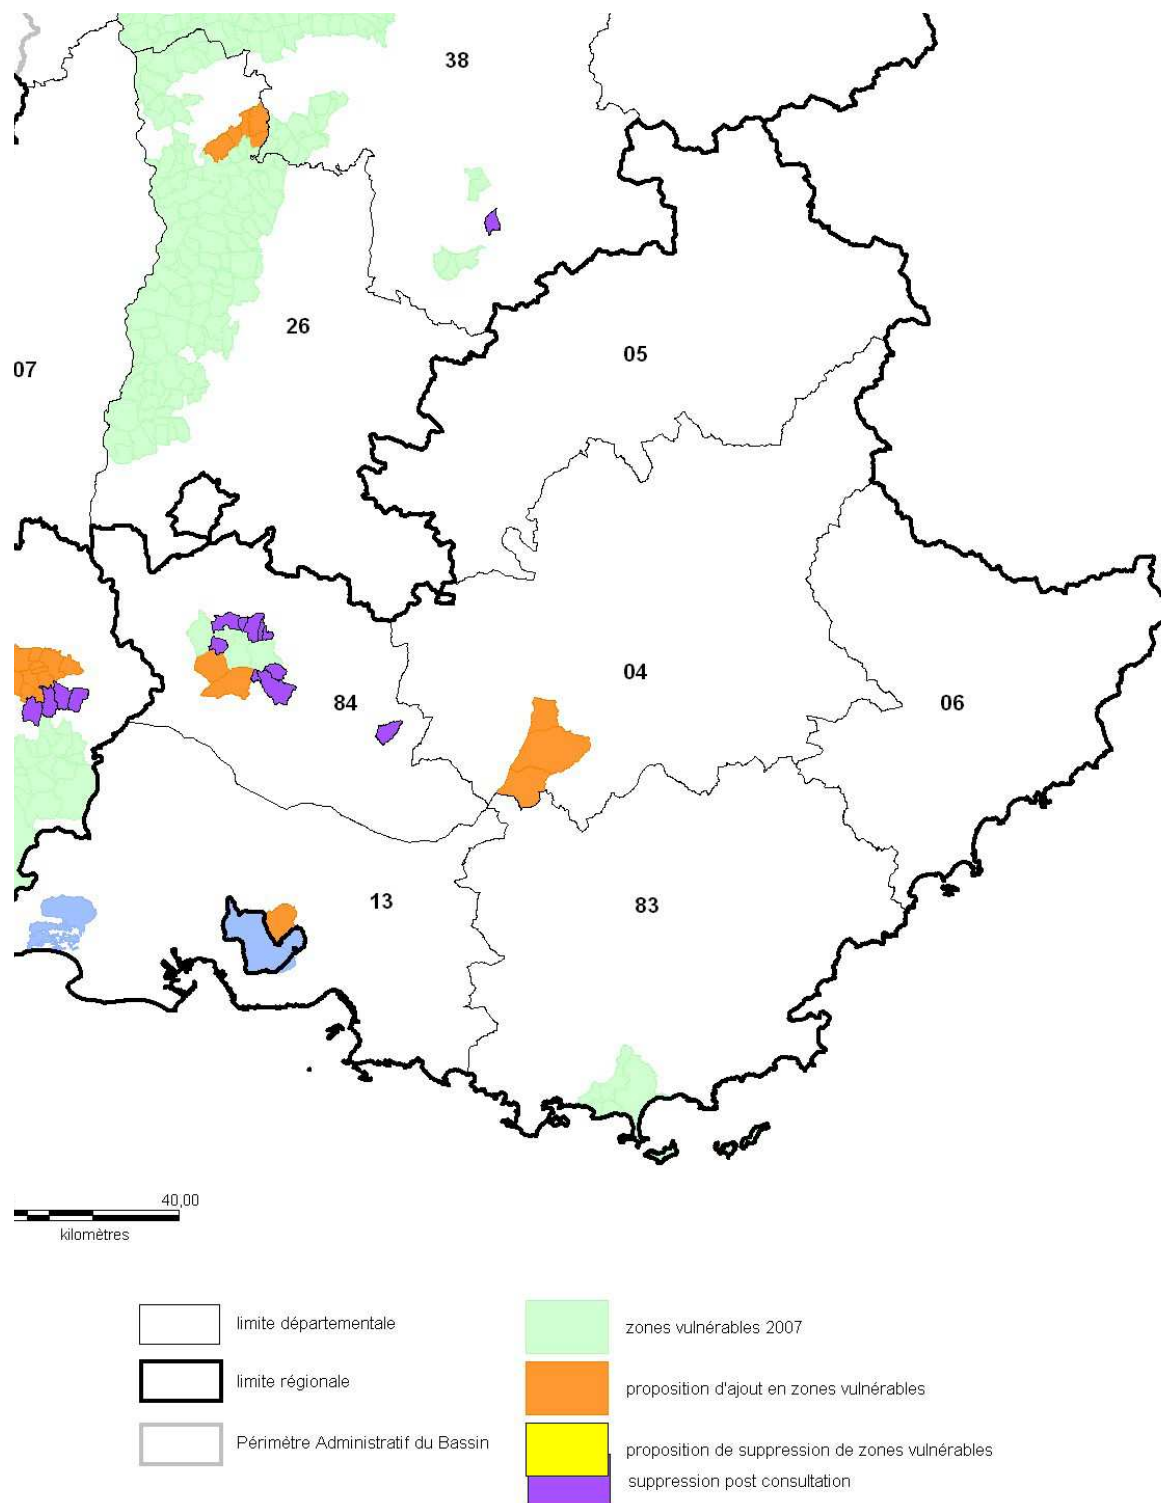 38
26
05
07
04
06
84
13
83
40,00
kilomètres
limite départementale
zones vulnérables 2007
limite régionale
proposition d'ajout en zones vulnérables
Périmètre Administratif du Bassin
proposition de suppression de zones vulnérables
suppression post consultation